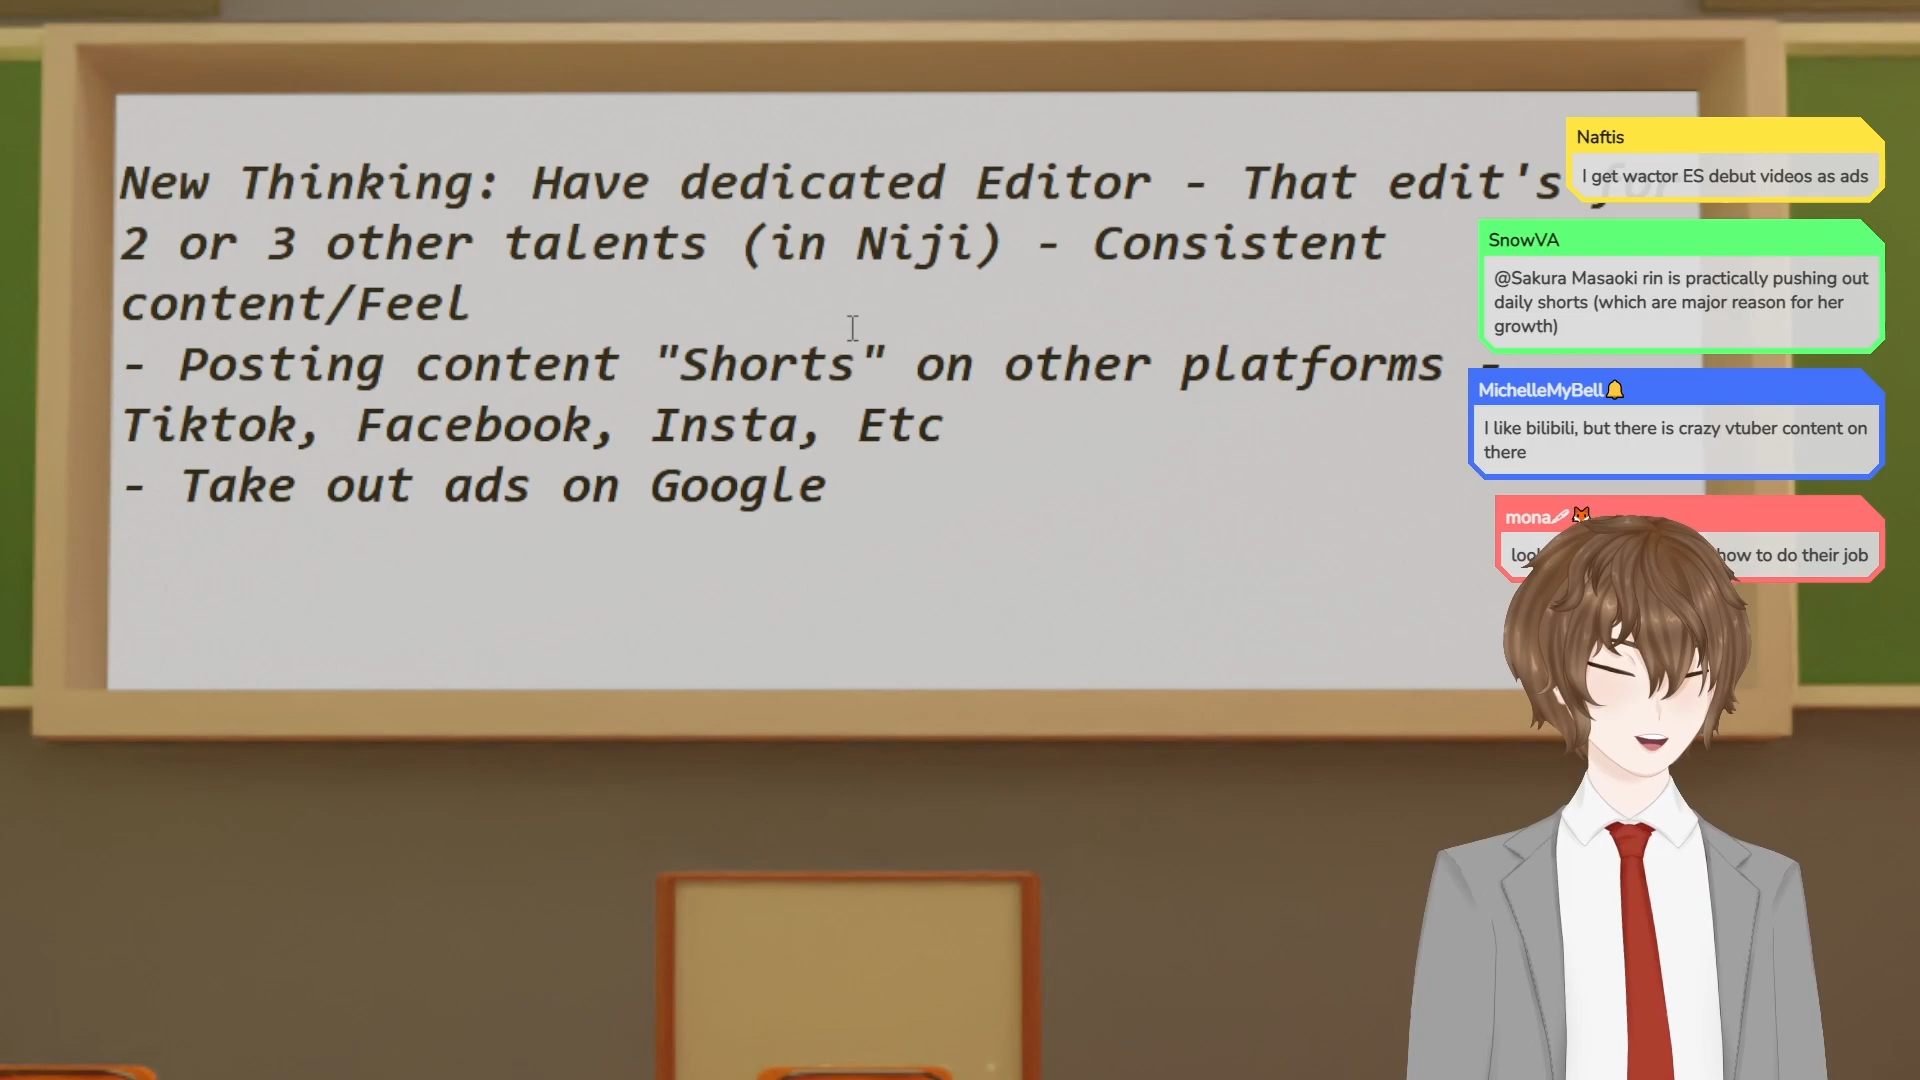 New Thinking: Have dedicated Editor - That edit's for
2 or 3 other talents (in Niji) - Consistent
content/Feel
- Posting content "Shorts" on other platforms -
Tiktok, Facebook, Insta, Etc
- Take out ads on Google
Naftis
I get wactor ES debut videos as ads
SnowVA
@Sakura Masaoki rin is practically pushing out
daily shorts (which are major reason for her
growth)
MichelleMyBell
I like bilibili, but there is crazy vtuber content on
there
mona
how to do their job